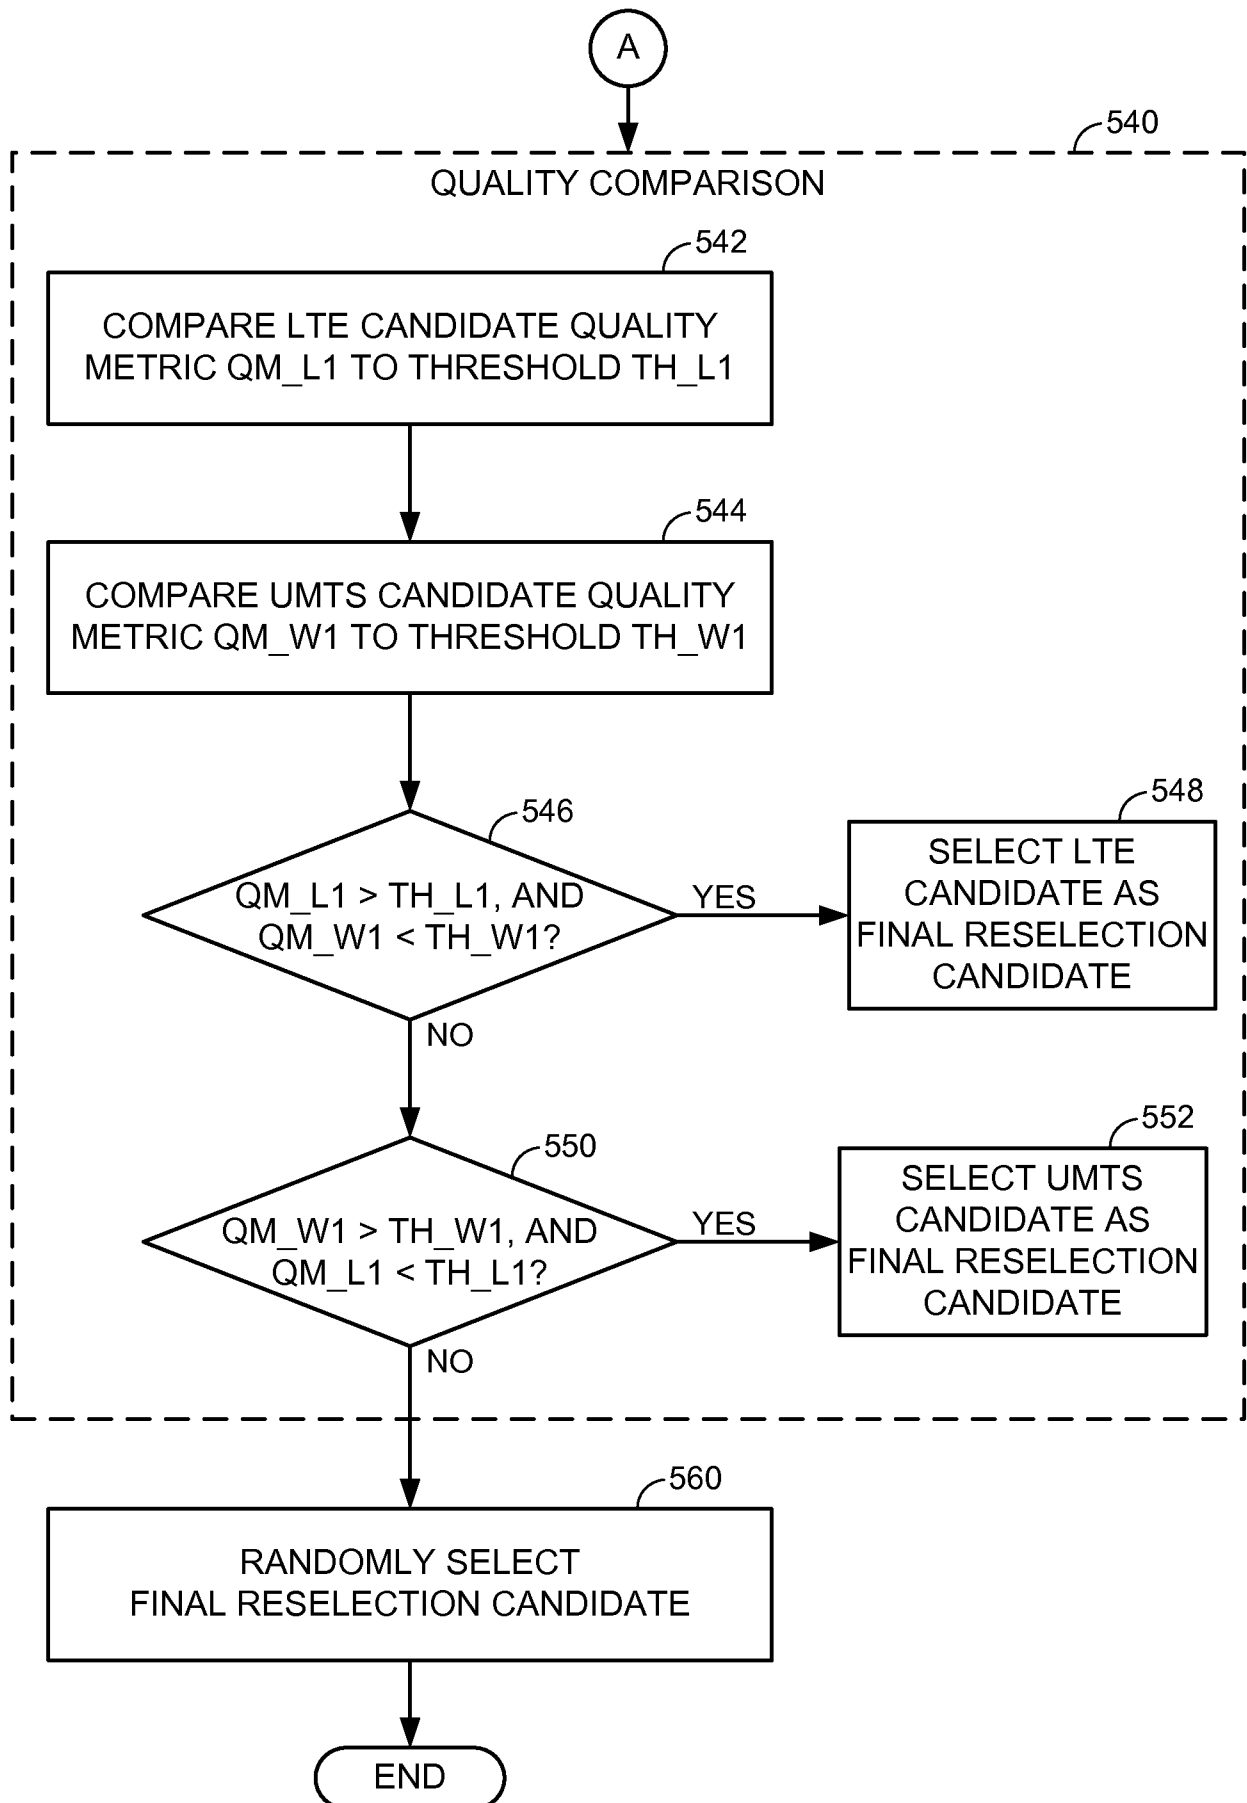 A
540
QUALITY COMPARISON
542
COMPARE LTE CANDIDATE QUALITY
METRIC QM_L1 TO THRESHOLD TH_L1
544
COMPARE UMTS CANDIDATE QUALITY
METRIC QM_W1 TO THRESHOLD TH_W1
546
QM_L1 > TH_L1, AND
QM_W1 < TH_W1?
YES
NO
548
SELECT LTE
CANDIDATE AS
FINAL RESELECTION
CANDIDATE
550
QM_W1 > TH_W1, AND
QM_L1 < TH_L1?
YES
NO
552
SELECT UMTS
CANDIDATE AS
FINAL RESELECTION
CANDIDATE
560
RANDOMLY SELECT
FINAL RESELECTION CANDIDATE
END